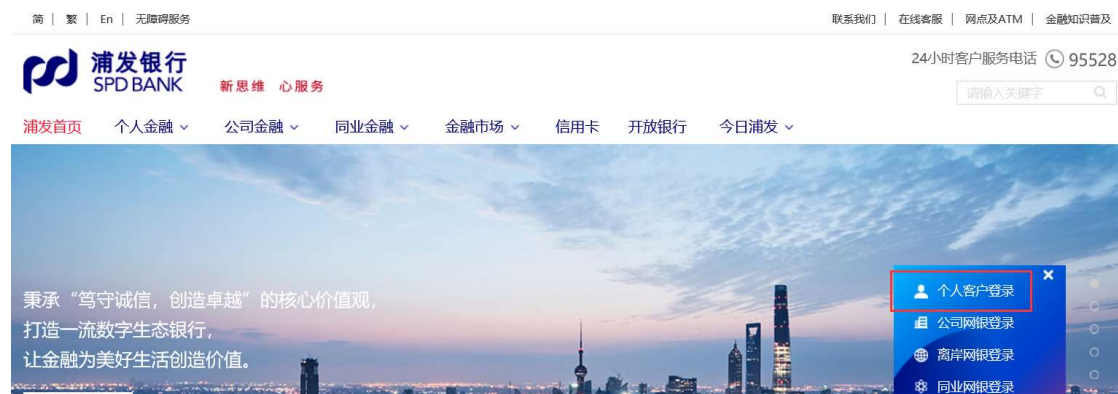 简 | 繁 | En | 无障碍服务
联系我们 | 在线客服 | 网点及ATM | 金融知识普及
浦发银行
SPD BANK
新思维 心服务
24小时客户服务电话 95528
请输入关键字
浦发首页 个人金融 公司金融 同业金融 金融市场 信用卡 开放银行 今日浦发
秉承“笃守诚信，创造卓越”的核心价值观，
打造一流数字生态银行，
让金融为美好生活创造价值。
个人客户登录
公司网银登录
离岸网银登录
同业网银登录